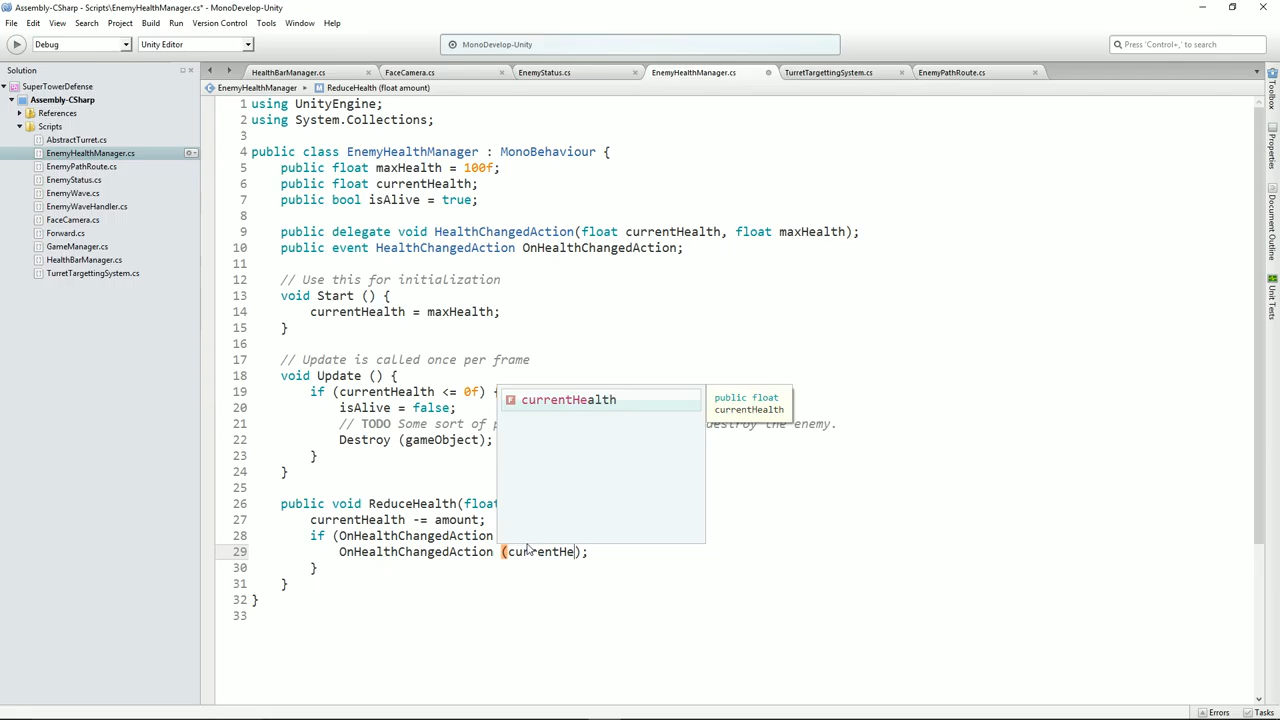 Assembly-CSharp - Scripts\EnemyHealthManager.cs* - MonoDevelop-Unity
File Edit View Search Project Build Run Version Control Tools Window Help
Debug Unity Editor MonoDevelop-Unity Press 'Control+,' to search
Solution
HealthBarManager.cs FaceCamera.cs EnemyStatus.cs EnemyHealthManager.cs TurretTargettingSystem.cs EnemyPathRoute.cs
EnemyHealthManager ReduceHealth (float amount)
SuperTowerDefense
Assembly-CSharp
References
Scripts
AbstractTurret.cs
EnemyHealthManager.cs
EnemyPathRoute.cs
EnemyStatus.cs
EnemyWave.cs
EnemyWaveHandler.cs
FaceCamera.cs
Forward.cs
GameManager.cs
HealthBarManager.cs
TurretTargettingSystem.cs
1 using UnityEngine;
2 using System.Collections;
3
4 public class EnemyHealthManager : MonoBehaviour {
5 public float maxHealth = 100f;
6 public float currentHealth;
7 public bool isAlive = true;
8
9 public delegate void HealthChangedAction(float currentHealth, float maxHealth);
10 public event HealthChangedAction OnHealthChangedAction;
11
12 // Use this for initialization
13 void Start () {
14 currentHealth = maxHealth;
15 }
16
17 // Update is called once per frame
18 void Update () {
19 if (currentHealth <= 0f) {
20 isAlive = false;
21 // TODO Some sort of p destroy the enemy.
22 Destroy (gameObject);
23 }
24 }
25
26 public void ReduceHealth(float
27 currentHealth -= amount;
28 if (OnHealthChangedAction
29 OnHealthChangedAction (currentHe);
30 }
31 }
32 }
33
currentHealth
public float
currentHealth
Toolbox
Properties
Document Outline
Unit Tests
Errors Tasks